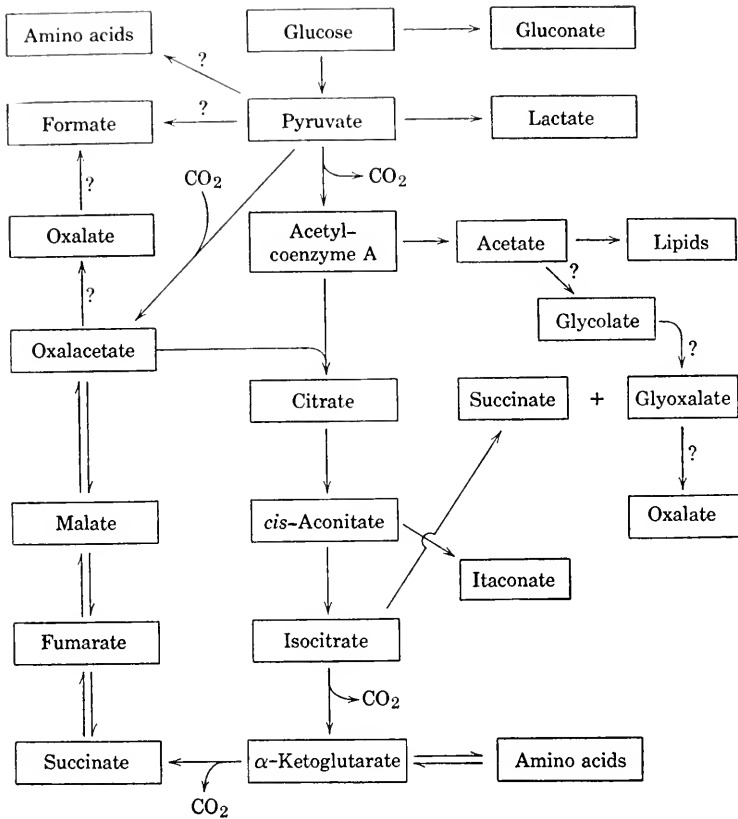 Amino acids
Glucose
Gluconate
?
Formate
?
Pyruvate
Lactate
?
CO2
CO2
Oxalate
Acetyl-
coenzyme A
Acetate
Lipids
?
?
Glycolate
Oxalacetate
?
Citrate
Succinate
+
Glyoxalate
?
Malate
cis-Aconitate
Oxalate
Itaconate
Fumarate
Isocitrate
CO2
Succinate
α-Ketoglutarate
Amino acids
CO2